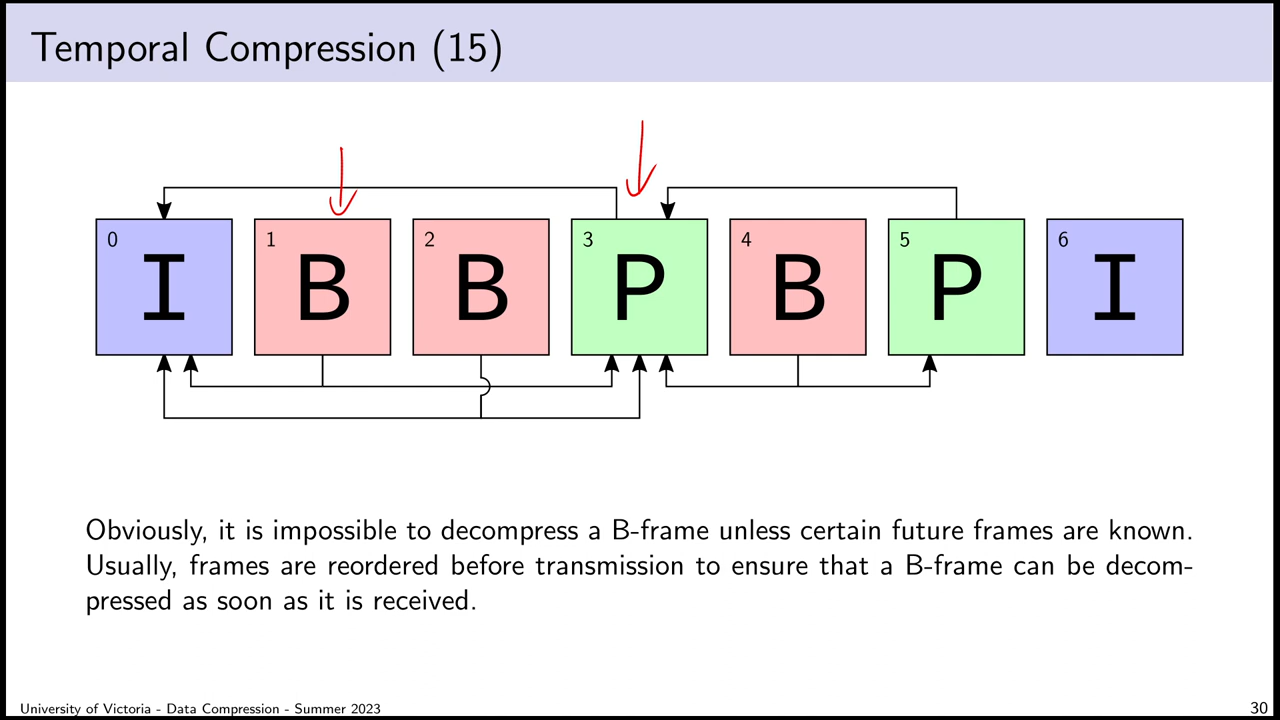 Temporal Compression (15)
0 1 2 3 4 5 6
I B B P B P I
Obviously, it is impossible to decompress a B-frame unless certain future frames are known.
Usually, frames are reordered before transmission to ensure that a B-frame can be decom-
pressed as soon as it is received.
University of Victoria - Data Compression - Summer 2023 30